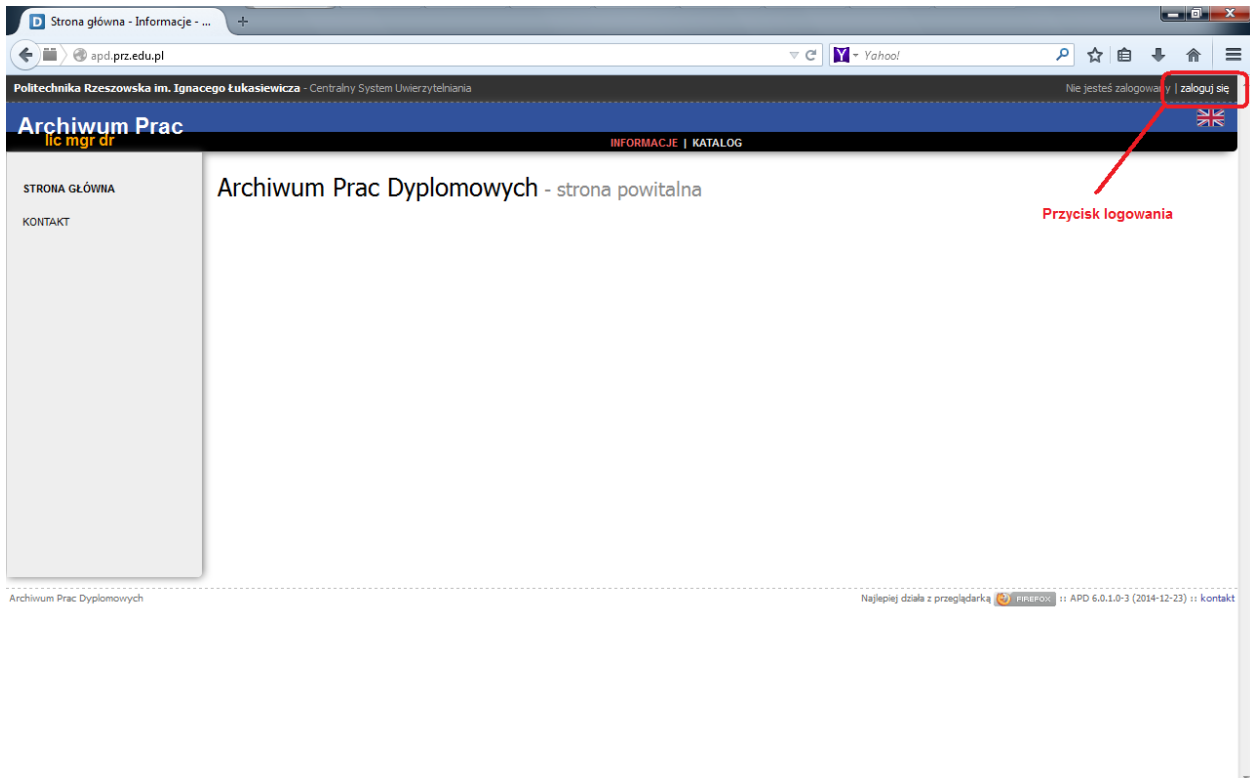 Strona główna - Informacje - ...
apd.prz.edu.pl
Yahoo!
Politechnika Rzeszowska im. Ignacego Łukasiewicza - Centralny System Uwierzytelniania
Nie jesteś zalogowany | zaloguj się
Archiwum Prac
lic mgr dr
INFORMACJE | KATALOG
STRONA GŁÓWNA
KONTAKT
Archiwum Prac Dyplomowych - strona powitalna
Przycisk logowania
Archiwum Prac Dyplomowych
Najlepiej działa z przeglądarką FIREFOX :: APD 6.0.1.0-3 (2014-12-23) :: kontakt